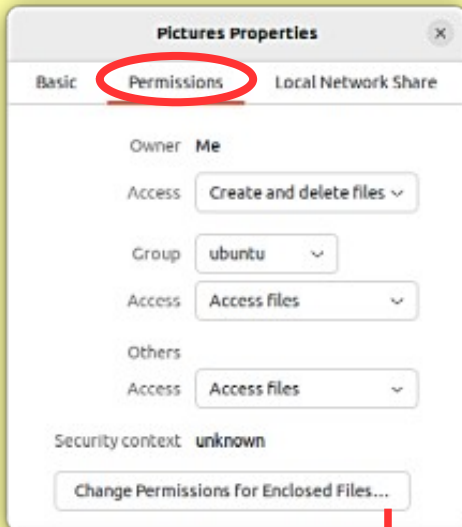 Pictures Properties
Basic Permissions Local Network Share
Owner Me
Access Create and delete files
Group ubuntu
Access Access files
Others
Access Access files
Security context unknown
Change Permissions for Enclosed Files...